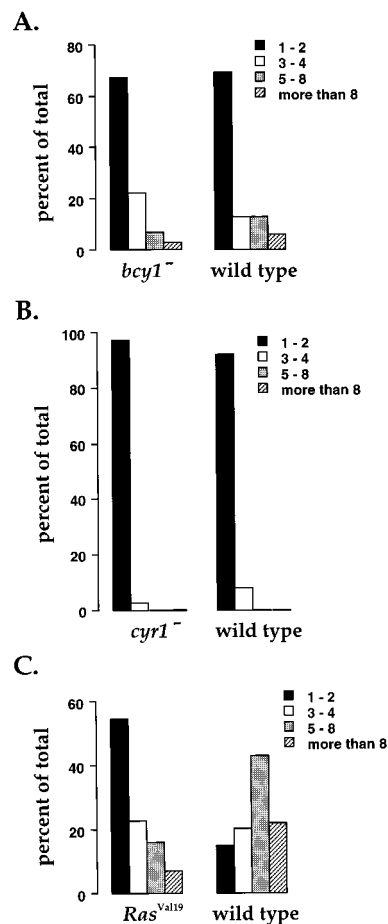 A.
80
60
40
20
0
percent of total
1 - 2
3 - 4
5 - 8
more than 8
bcy1⁻
wild type
B.
100
80
60
40
20
0
percent of total
1 - 2
3 - 4
5 - 8
more than 8
cyr1⁻
wild type
C.
60
40
20
0
percent of total
1 - 2
3 - 4
5 - 8
more than 8
Ras^Val19
wild type